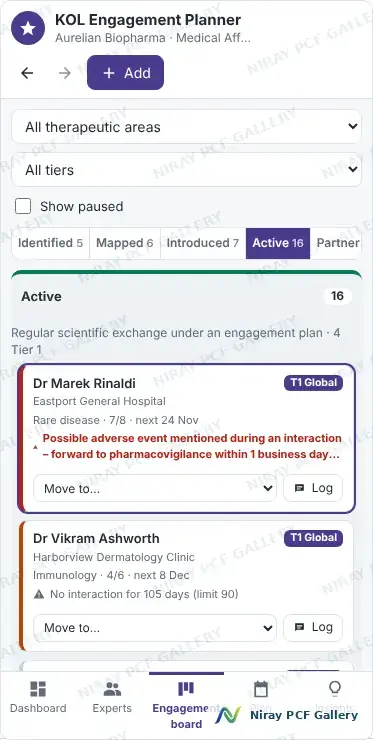 KOL Engagement Planner
Aurelian Biopharma · Medical Aff...
Add
All therapeutic areas
All tiers
Show paused
Identified 5 Mapped 6 Introduced 7 Active 16 Partner
Active 16
Regular scientific exchange under an engagement plan · 4
Tier 1
Dr Marek Rinaldi T1 Global
Eastport General Hospital
Rare disease · 7/8 · next 24 Nov
Possible adverse event mentioned during an interaction
– forward to pharmacovigilance within 1 business day...
Move to... Log
Dr Vikram Ashworth T1 Global
Harborview Dermatology Clinic
Immunology · 4/6 · next 8 Dec
No interaction for 105 days (limit 90)
Move to... Log
Dashboard Experts Engagement Plan Insights
board
Niray PCF Gallery
NIRAY PCF GALLERY